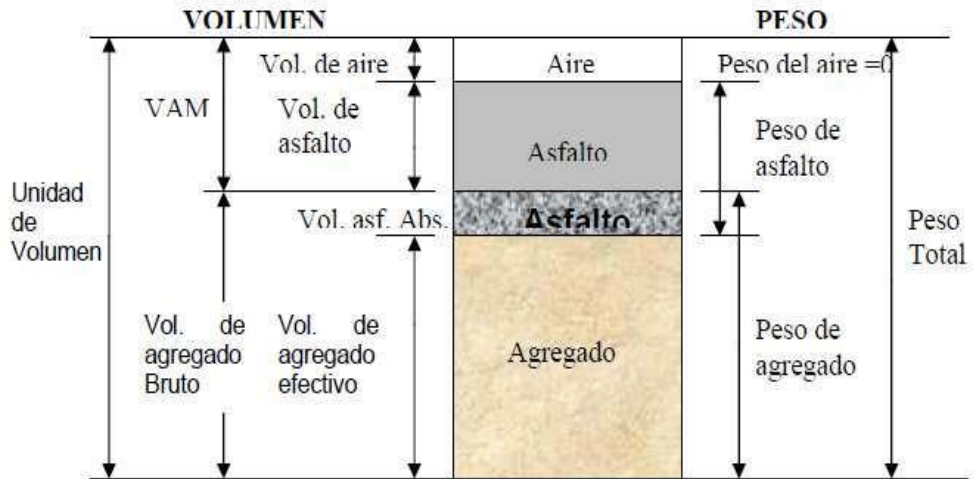 VOLUMEN
PESO
Vol. de aire
Aire
Peso del aire =0
VAM
Vol. de
asfalto
Asfalto
Peso de
asfalto
Unidad
de
Volumen
Vol. asf. Abs.
Asfalto
Peso
Total
Vol. de
agregado
Bruto
Vol. de
agregado
efectivo
Agregado
Peso de
agregado